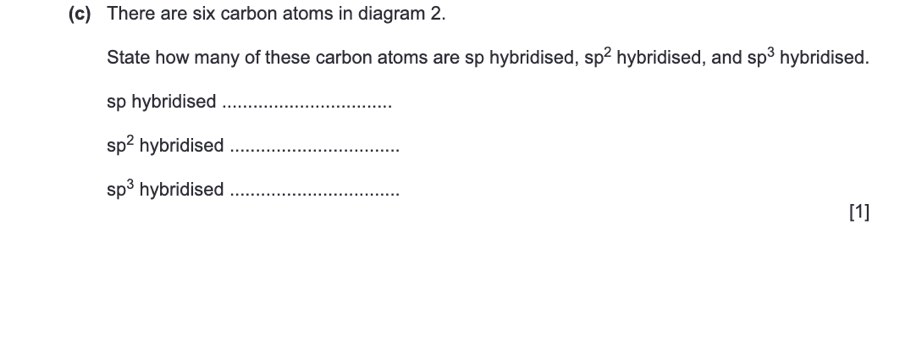 (c) There are six carbon atoms in diagram 2.
State how many of these carbon atoms are sp hybridised, sp² hybridised, and sp³ hybridised.
sp hybridised ..................................
sp² hybridised ..................................
sp³ hybridised ..................................
[1]